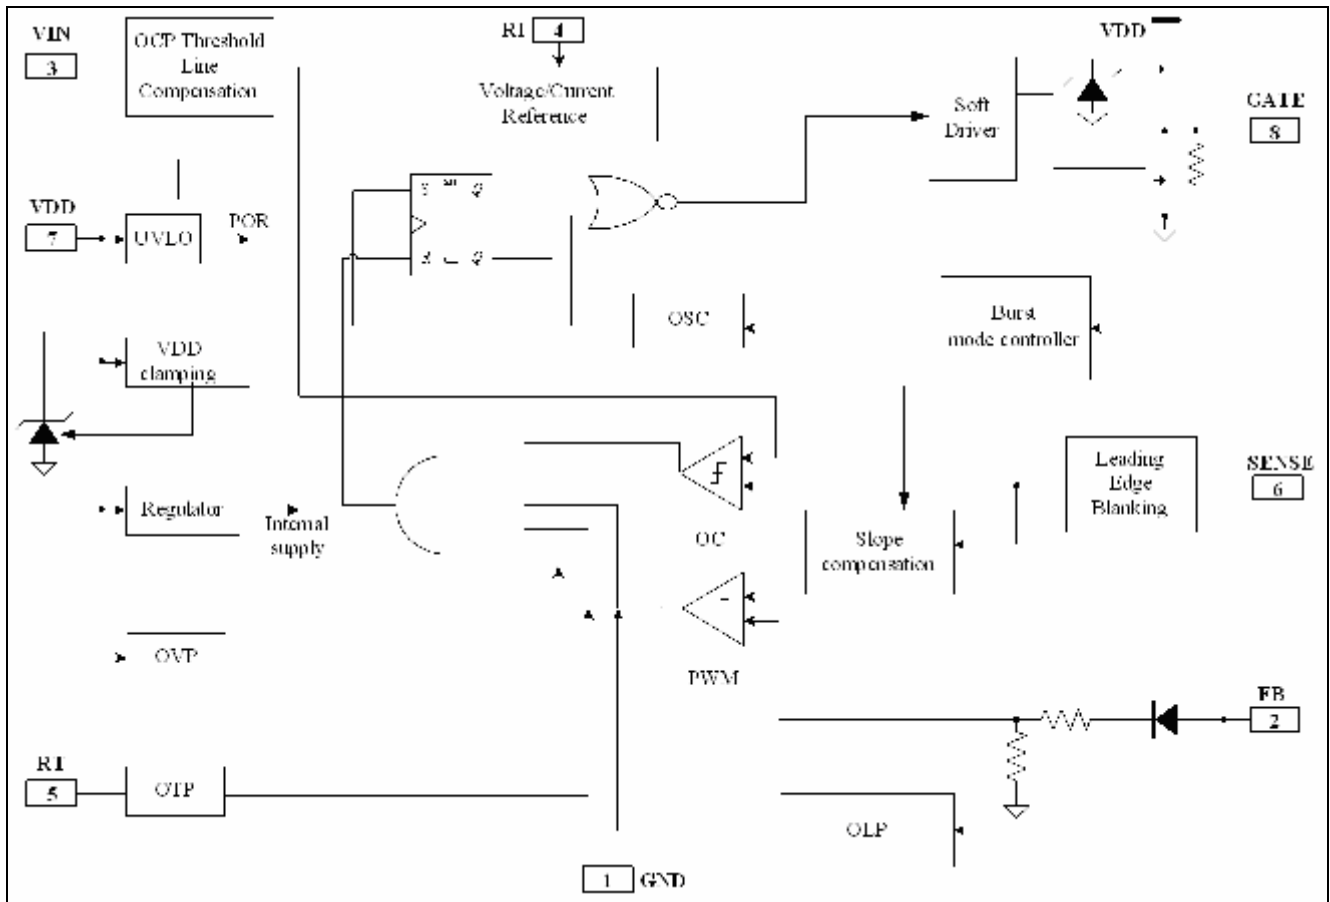 VIN
3
OCP Threshold
Line
Compensation
RI
4
Voltage/Current
Reference
VDD
Soft
Driver
GATE
8
VDD
7
UVLO
POR
S
Q
R
Q
OSC
Burst
mode controller
VDD
clamping
Regulator
Internal
supply
OC
Slope
compensation
Leading
Edge
Blanking
SENSE
6
OVP
PWM
FB
2
RT
5
OTP
OLP
1
GND